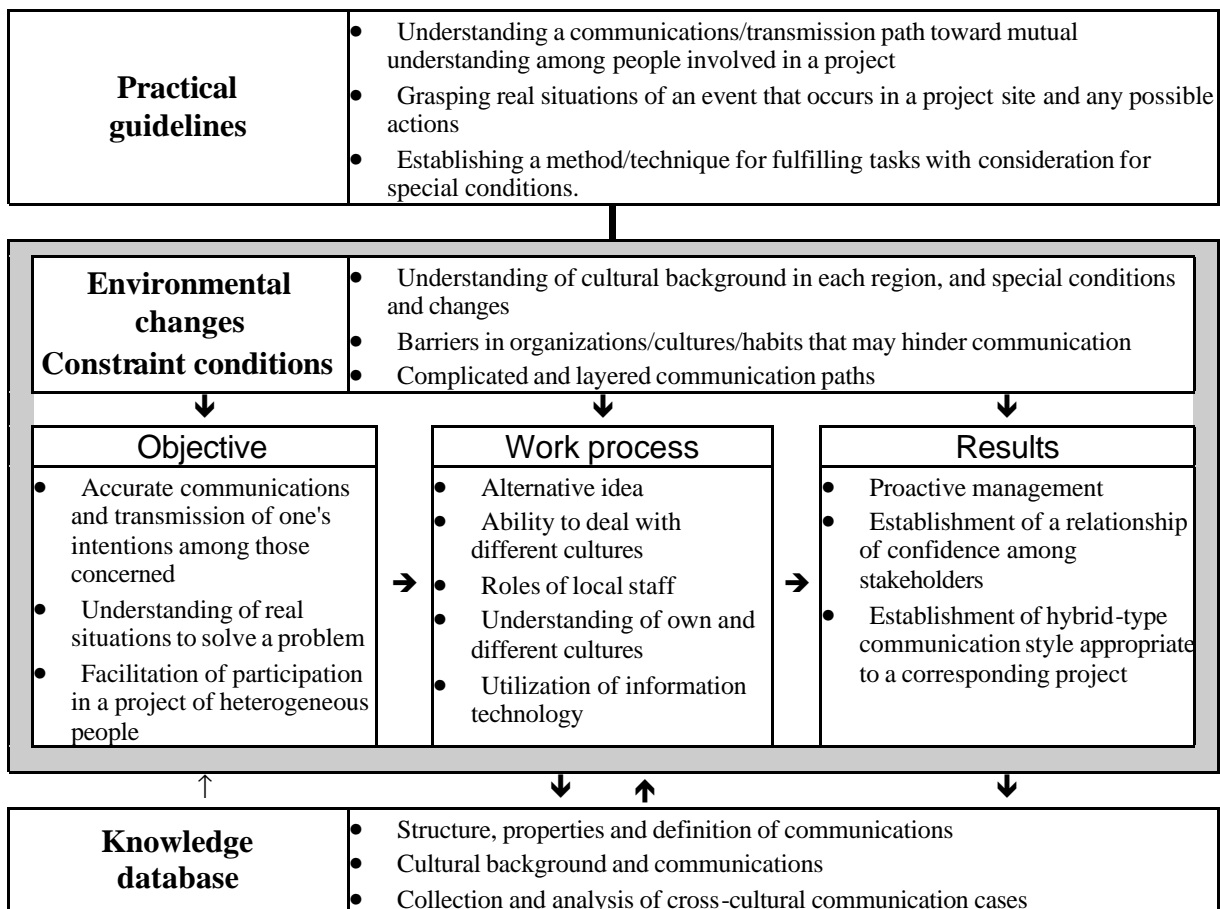 Practical
guidelines
● Understanding a communications/transmission path toward mutual
understanding among people involved in a project
● Grasping real situations of an event that occurs in a project site and any possible
actions
● Establishing a method/technique for fulfilling tasks with consideration for
special conditions.
Environmental
changes
Constraint conditions
● Understanding of cultural background in each region, and special conditions
and changes
● Barriers in organizations/cultures/habits that may hinder communication
● Complicated and layered communication paths
Objective
● Accurate communications
and transmission of one's
intentions among those
concerned
● Understanding of real
situations to solve a problem
● Facilitation of participation
in a project of heterogeneous
people
Work process
● Alternative idea
● Ability to deal with
different cultures
● Roles of local staff
● Understanding of own and
different cultures
● Utilization of information
technology
Results
● Proactive management
● Establishment of a relationship
of confidence among
stakeholders
● Establishment of hybrid-type
communication style appropriate
to a corresponding project
Knowledge
database
● Structure, properties and definition of communications
● Cultural background and communications
● Collection and analysis of cross-cultural communication cases